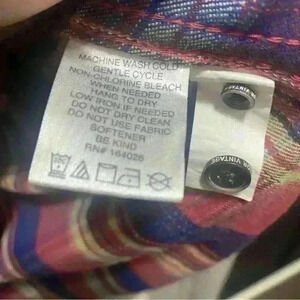 MACHINE WASH COLD
GENTLE CYCLE
NON-CHLORINE BLEACH
WHEN NEEDED
HANG TO DRY
LOW IRON IF NEEDED
DO NOT DRY CLEAN
DO NOT USE FABRIC
SOFTENER
BE KIND
RN# 164026
VINTAGE